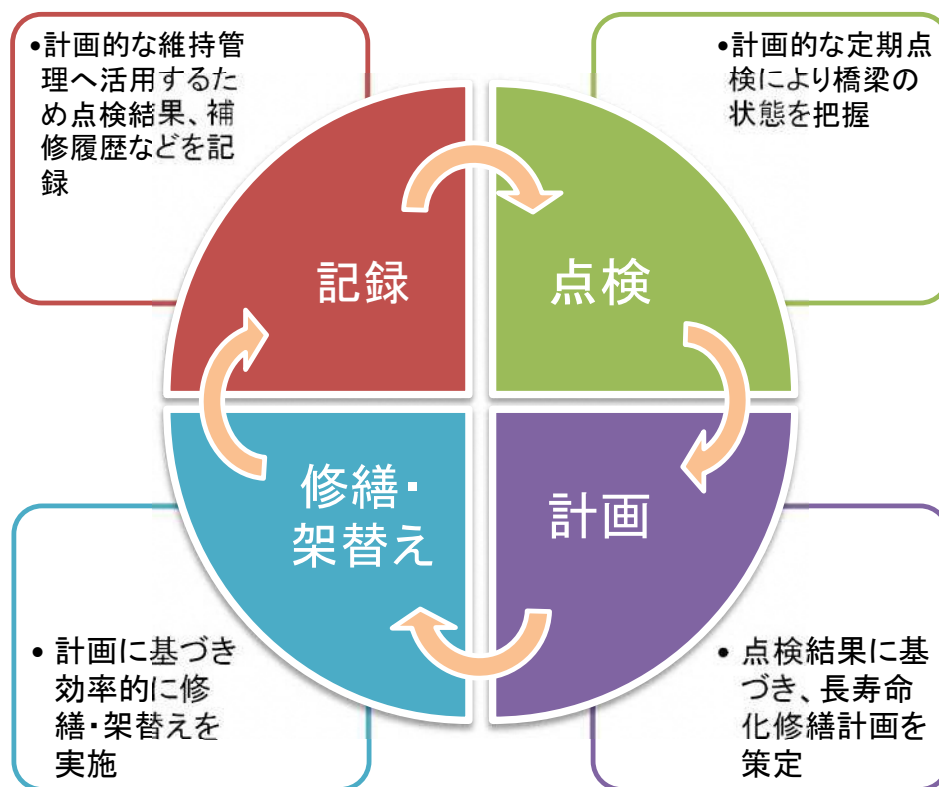 •計画的な維持管
理へ活用するた
め点検結果、補
修履歴などを記
録
•計画的な定期点
検により橋梁の
状態を把握
記録
点検
修繕・
架替え
計画
• 計画に基づき
効率的に修
繕・架替えを
実施
• 点検結果に基
づき、長寿命
化修繕計画を
策定